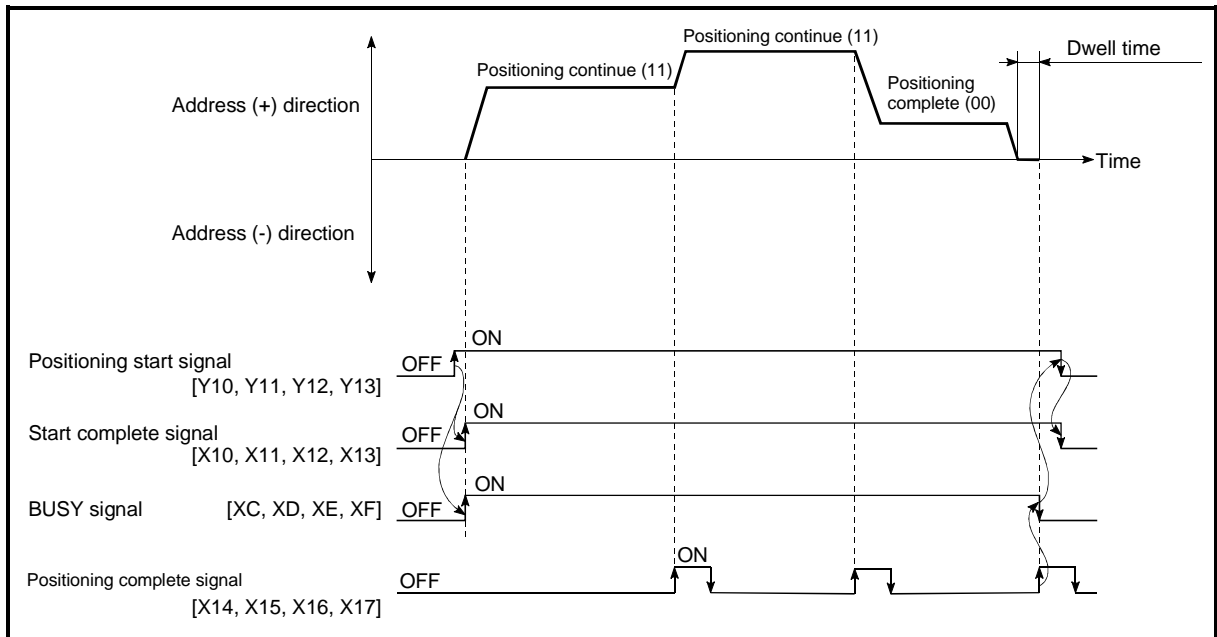 Positioning continue (11)
Dwell time
Positioning continue (11)
Positioning
complete (00)
Address (+) direction
Time
Address (-) direction
ON
Positioning start signal
OFF
[Y10, Y11, Y12, Y13]
ON
Start complete signal
OFF
[X10, X11, X12, X13]
ON
BUSY signal [XC, XD, XE, XF] OFF
ON
Positioning complete signal
OFF
[X14, X15, X16, X17]